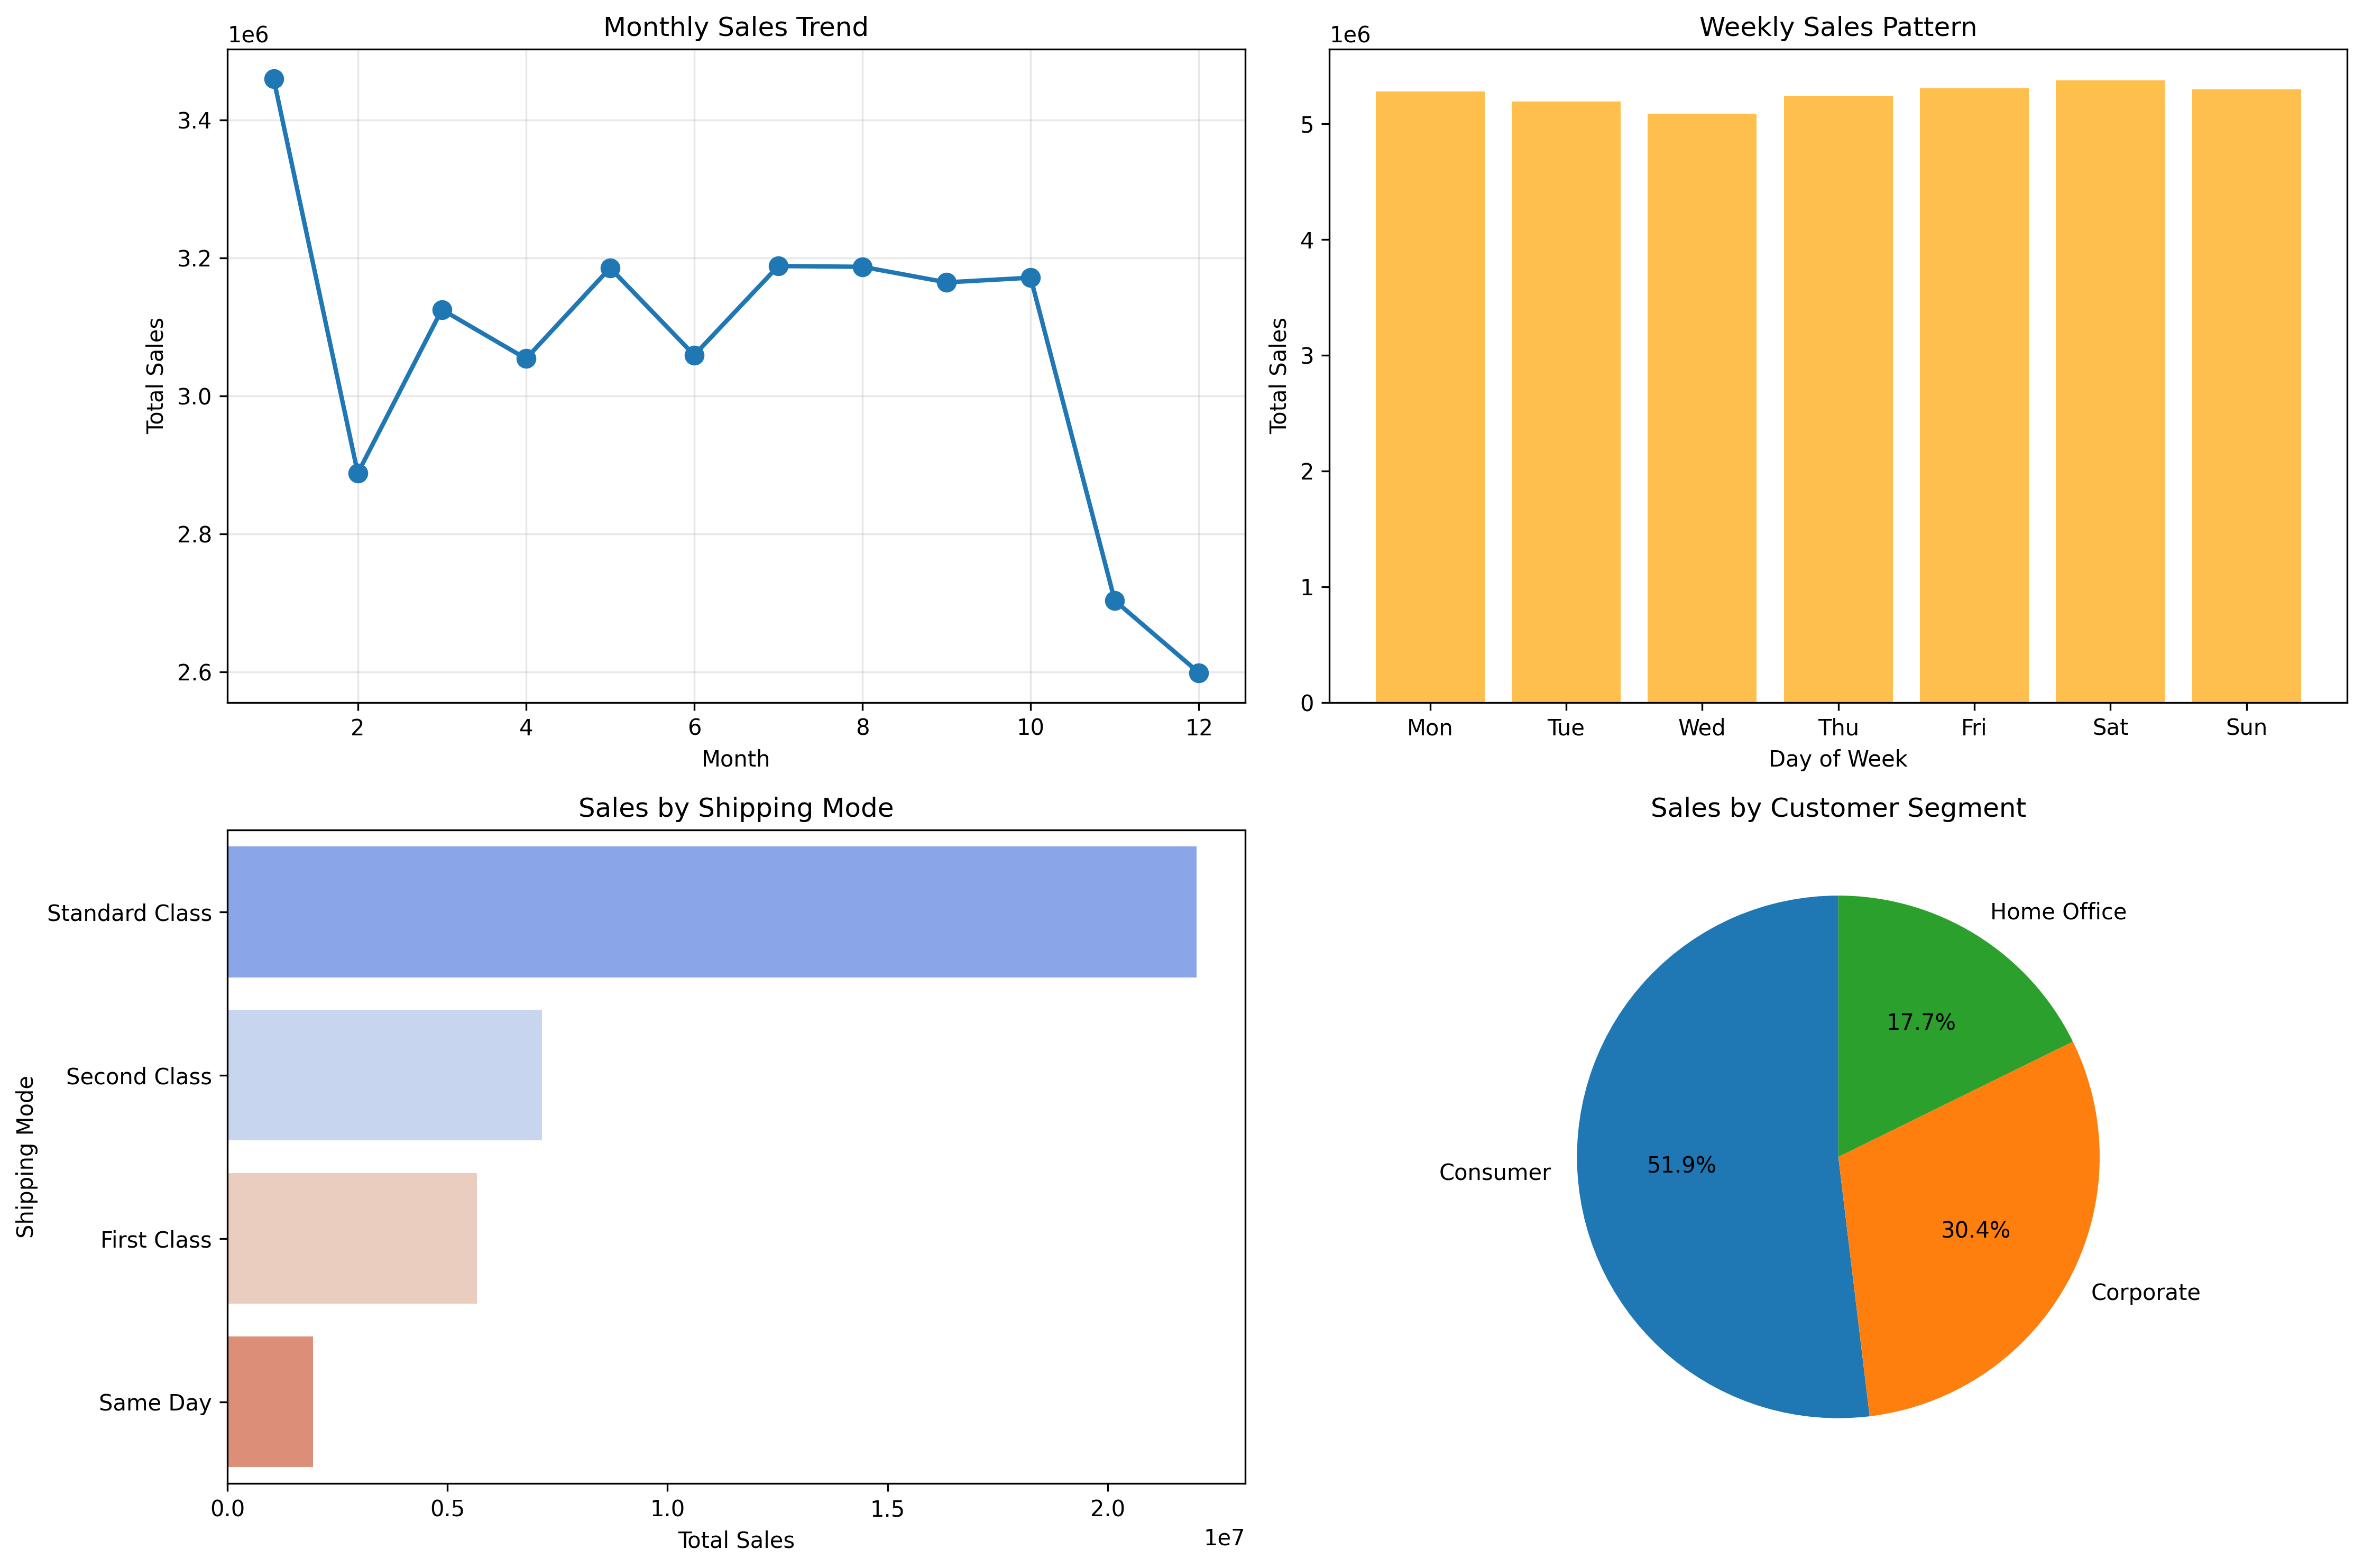 Monthly Sales Trend
1e6
3.4
3.2
3.0
2.8
2.6
Total Sales
2 4 6 8 10 12
Month
Weekly Sales Pattern
1e6
5
4
3
2
1
0
Total Sales
Mon Tue Wed Thu Fri Sat Sun
Day of Week
Sales by Shipping Mode
Shipping Mode
Standard Class
Second Class
First Class
Same Day
0.0 0.5 1.0 1.5 2.0
1e7
Total Sales
Sales by Customer Segment
Home Office
17.7%
Consumer
51.9%
30.4%
Corporate